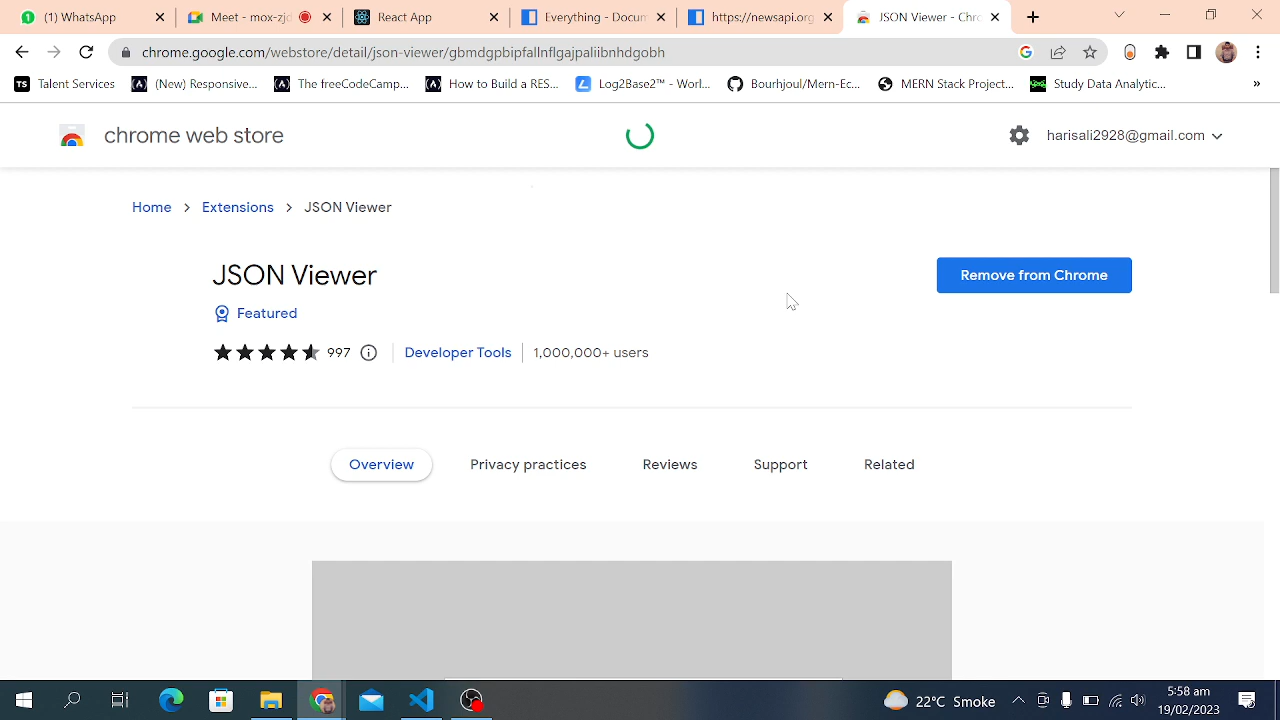 (1) WhatsApp
Meet - mox-zjd
React App
Everything - Docum
https://newsapi.org
JSON Viewer - Chro
chrome.google.com/webstore/detail/json-viewer/gbmdgpbipfallnflgajpaliibnhdgobh
TS Talent Services
(New) Responsive...
The freeCodeCamp...
How to Build a RES...
Log2Base2™ - Worl...
Bourhjoul/Mern-Ec...
MERN Stack Project...
Study Data Analytic...
»
chrome web store
harisali2928@gmail.com
Home > Extensions > JSON Viewer
JSON Viewer
Remove from Chrome
Featured
997
Developer Tools
1,000,000+ users
Overview
Privacy practices
Reviews
Support
Related
22°C Smoke
5:58 am
19/02/2023